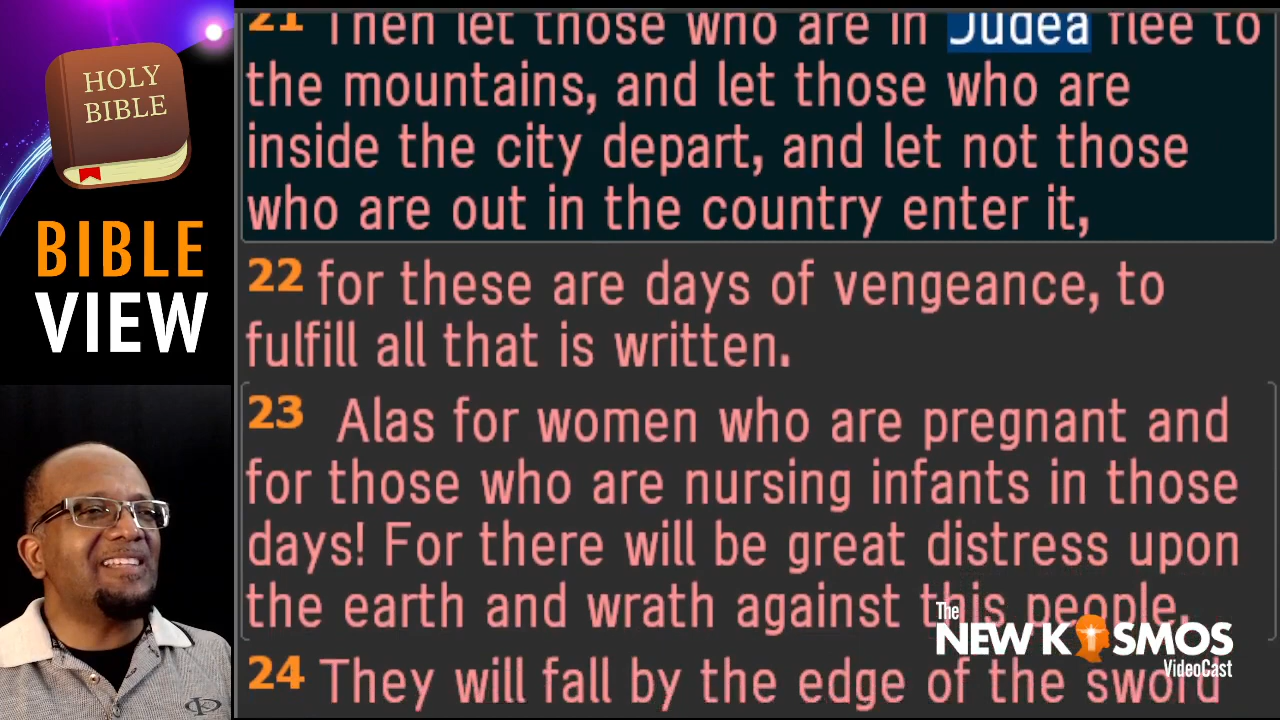 HOLY
BIBLE
BIBLE
VIEW
21 Then let those who are in Judea flee to
the mountains, and let those who are
inside the city depart, and let not those
who are out in the country enter it,
22 for these are days of vengeance, to
fulfill all that is written.
23 Alas for women who are pregnant and
for those who are nursing infants in those
days! For there will be great distress upon
the earth and wrath against this people.
24 They will fall by the edge of the sword
The
NEW KOSMOS
VideoCast